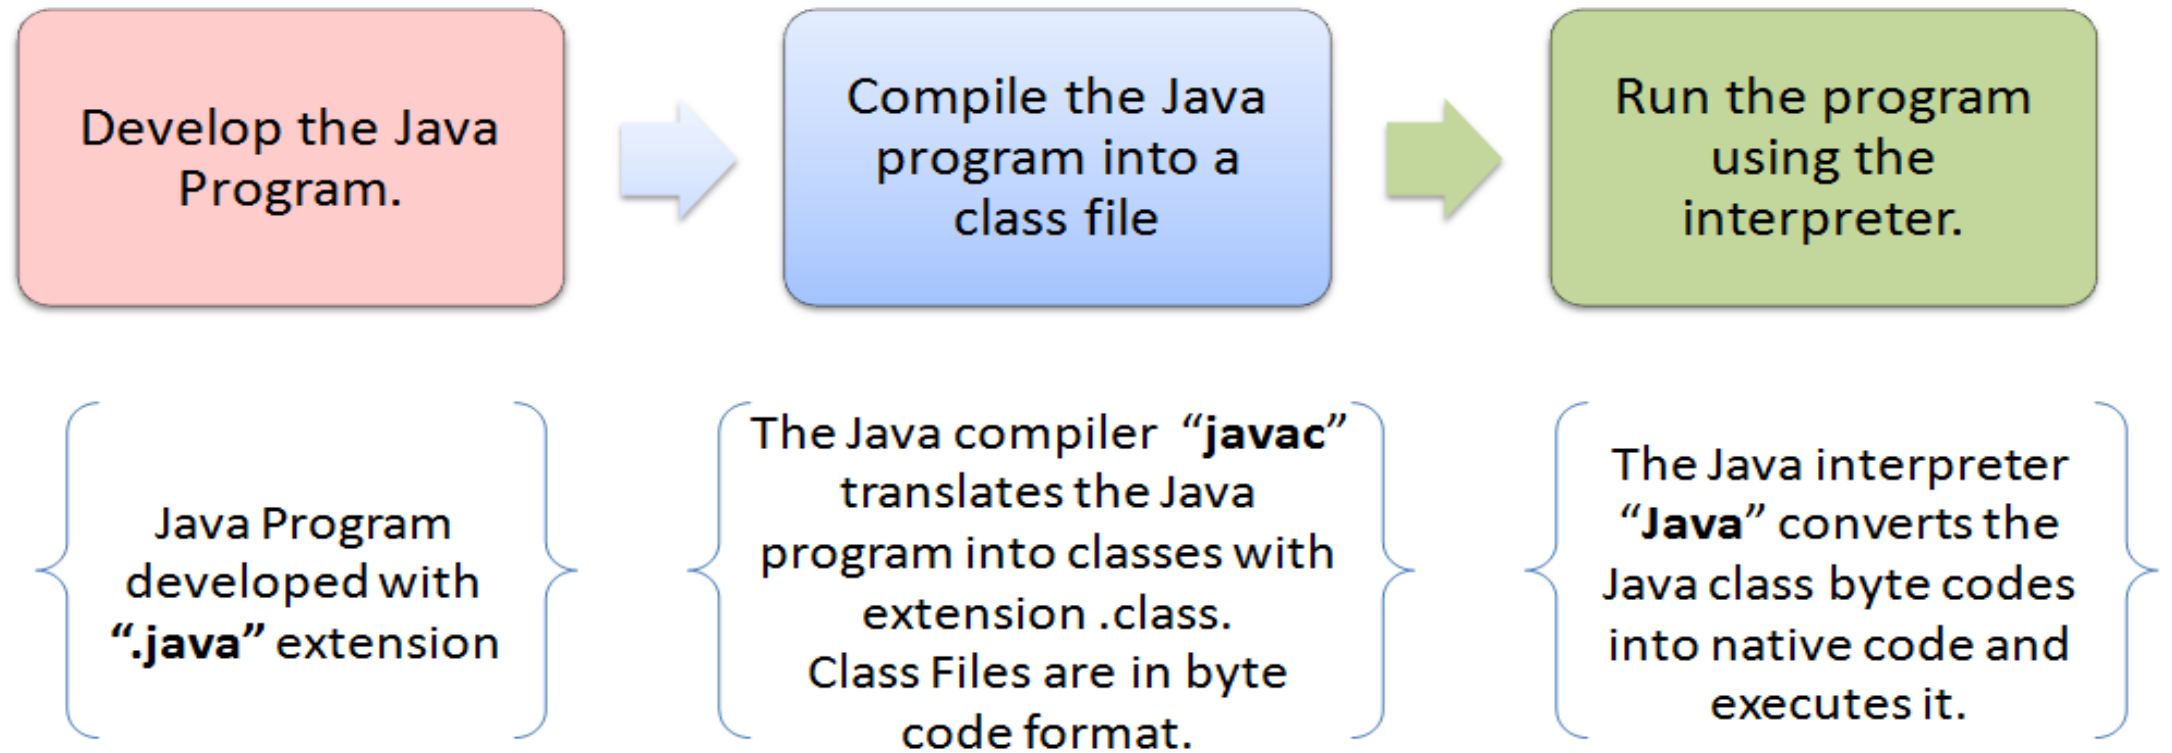 Develop the Java
Program.
Compile the Java
program into a
class file
Run the program
using the
interpreter.
Java Program
developed with
“.java” extension
The Java compiler “javac”
translates the Java
program into classes with
extension .class.
Class Files are in byte
code format.
The Java interpreter
“Java” converts the
Java class byte codes
into native code and
executes it.